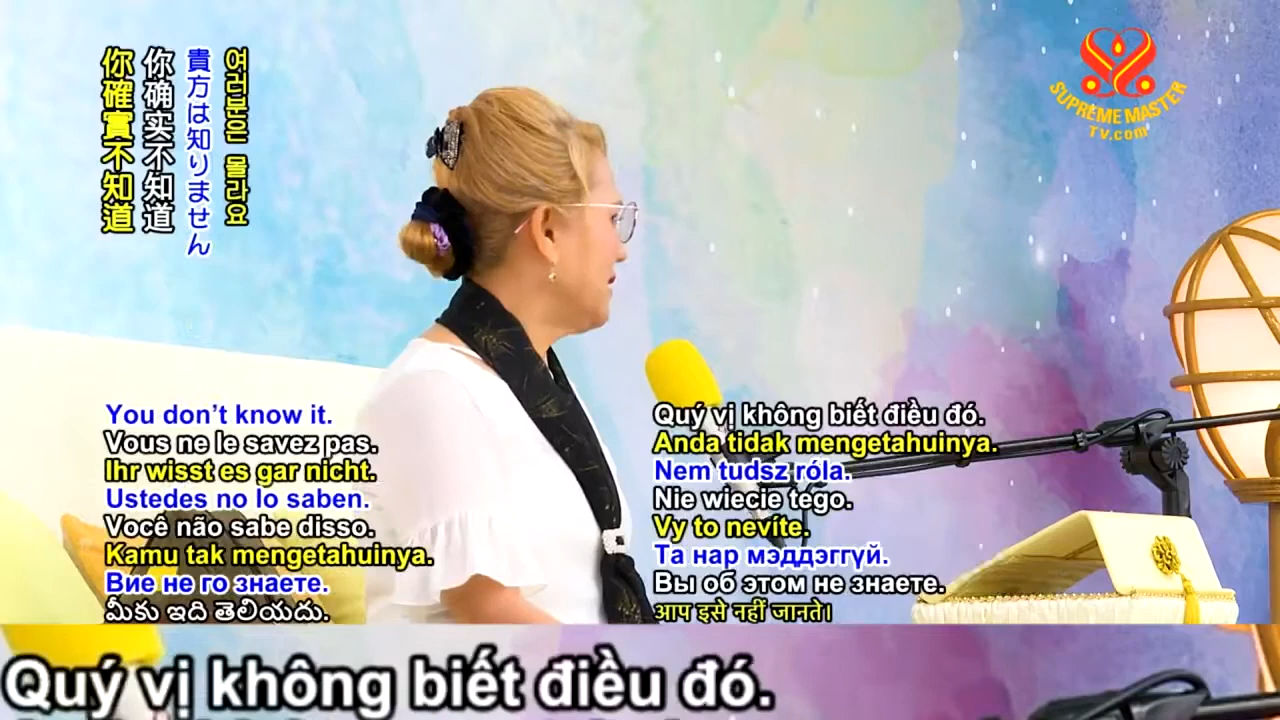 여러분은 몰라요
貴方は知りません
你确实不知道
你確實不知道
SUPREME MASTER
TV.com
You don’t know it.
Vous ne le savez pas.
Ihr wisst es gar nicht.
Ustedes no lo saben.
Você não sabe disso.
Kamu tak mengetahuinya.
Вие не го знаете.
మీకు ఇది తెలియదు.
Quý vị không biết điều đó.
Anda tidak mengetahuinya.
Nem tudsz róla.
Nie wiecie tego.
Vy to nevíte.
Та нар мэддэггүй.
Вы об этом не знаете.
आप इसे नहीं जानते।
Quý vị không biết điều đó.